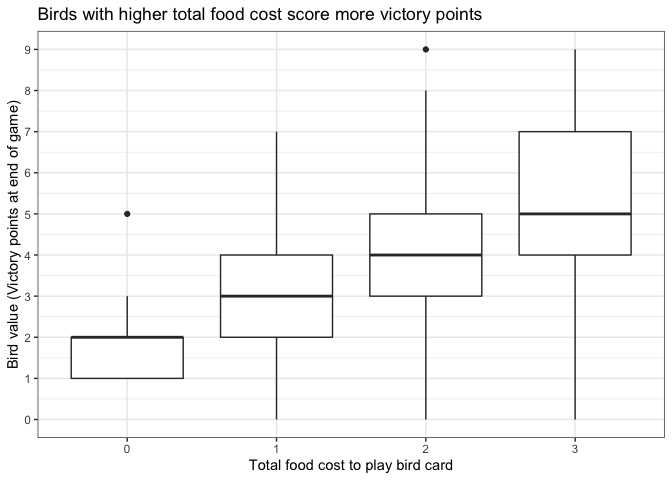 Birds with higher total food cost score more victory points
Bird value (Victory points at end of game)
9
8
7
6
5
4
3
2
1
0
0 1 2 3
Total food cost to play bird card